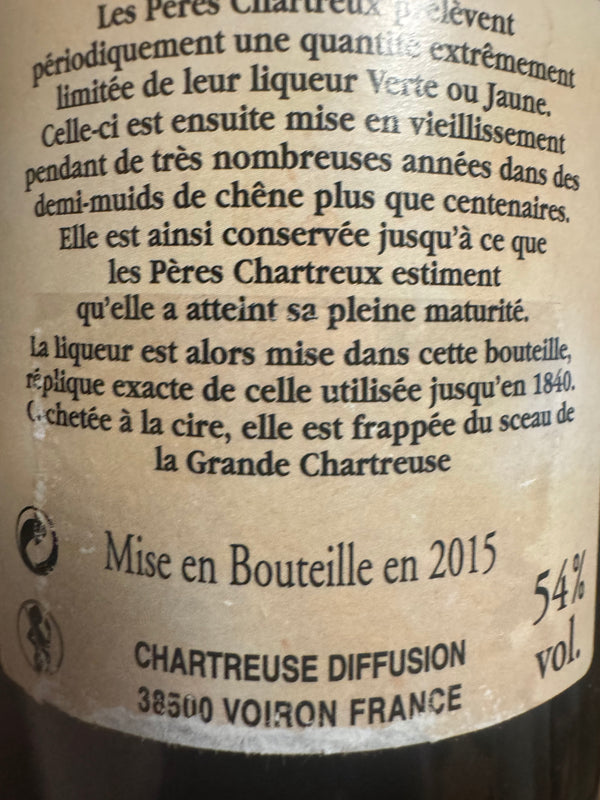 Les Pères Chartreux prélèvent
périodiquement une quantité extrêmement
limitée de leur liqueur Verte ou Jaune.
Celle-ci est ensuite mise en vieillissement
pendant de très nombreuses années dans des
demi-muids de chêne plus que centenaires.
Elle est ainsi conservée jusqu'à ce que
les Pères Chartreux estiment
qu'elle a atteint sa pleine maturité.
La liqueur est alors mise dans cette bouteille,
réplique exacte de celle utilisée jusqu'en 1840.
Cachetée à la cire, elle est frappée du sceau de
la Grande Chartreuse
Mise en Bouteille en 2015
54%
vol.
CHARTREUSE DIFFUSION
38500 VOIRON FRANCE